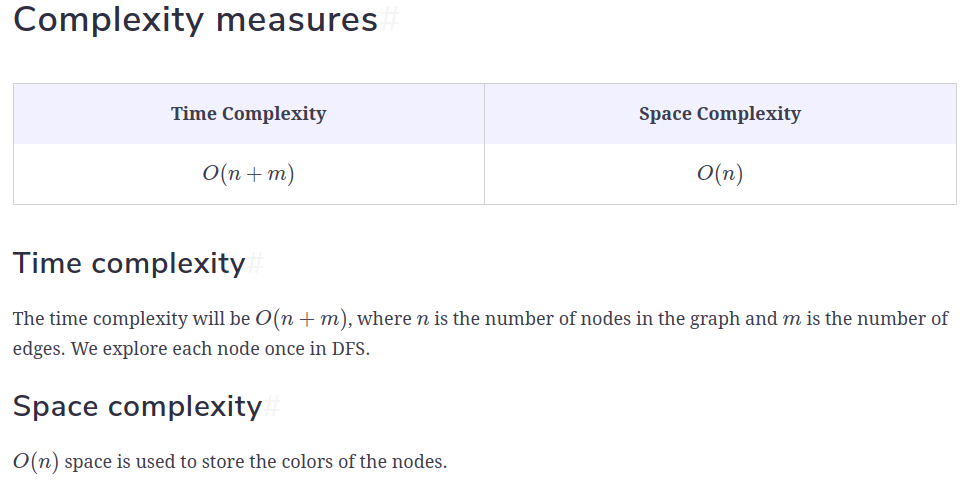 Complexity measures#
Time Complexity Space Complexity
O(n + m) O(n)
Time complexity#
The time complexity will be O(n + m), where n is the number of nodes in the graph and m is the number of
edges. We explore each node once in DFS.
Space complexity#
O(n) space is used to store the colors of the nodes.